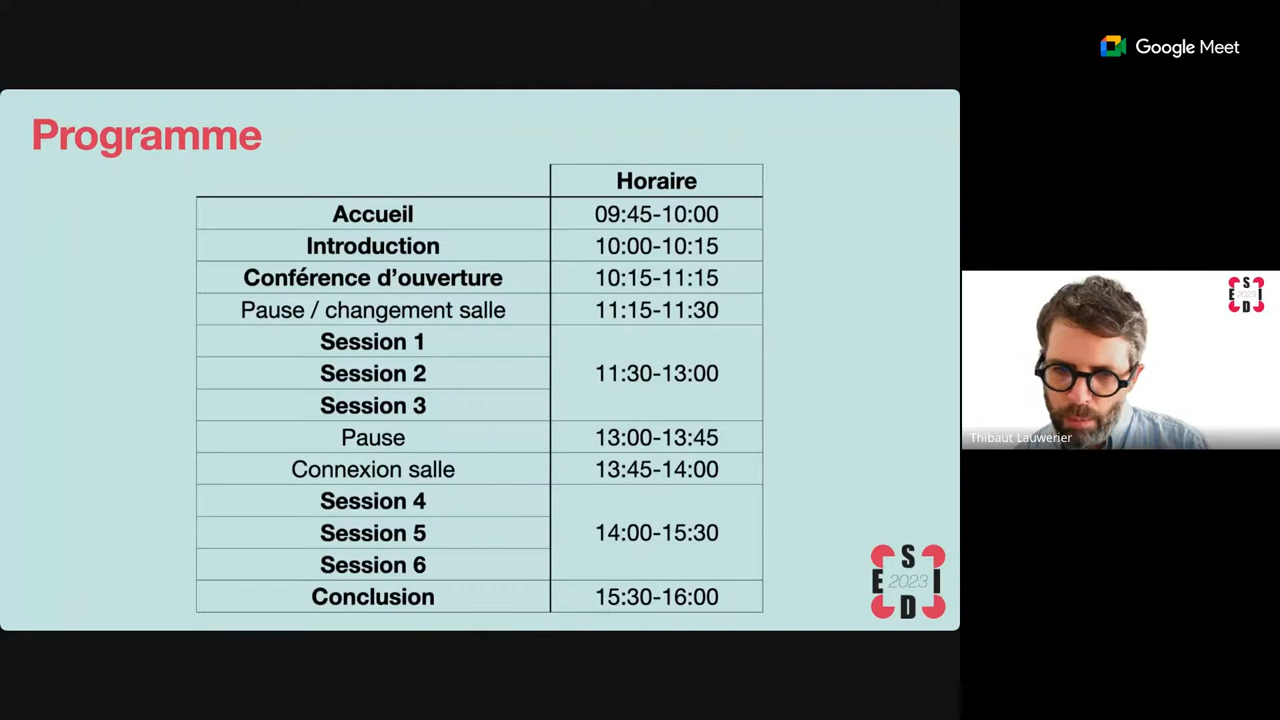 Google Meet
Programme
Horaire
Accueil 09:45-10:00
Introduction 10:00-10:15
Conférence d'ouverture 10:15-11:15
Pause / changement salle 11:15-11:30
Session 1
Session 2 11:30-13:00
Session 3
Pause 13:00-13:45
Connexion salle 13:45-14:00
Session 4
Session 5 14:00-15:30
Session 6
Conclusion 15:30-16:00
S
E 2023 I
D
S
E 2023 I
D
Thibaut Lauwerier